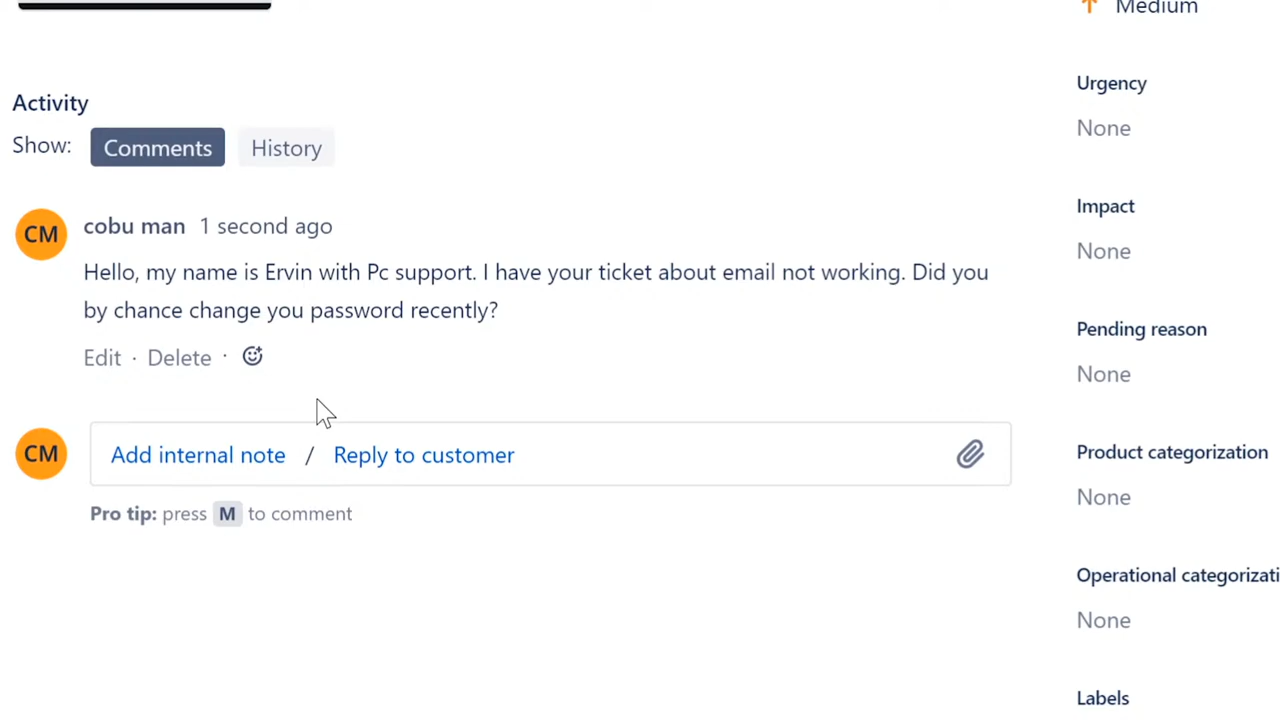 Medium
Urgency
None
Activity
Show: Comments History
Impact
None
CM cobu man 1 second ago
Hello, my name is Ervin with Pc support. I have your ticket about email not working. Did you
by chance change you password recently?
Edit · Delete ·
Pending reason
None
CM Add internal note / Reply to customer
Pro tip: press M to comment
Product categorization
None
Operational categorizati
None
Labels